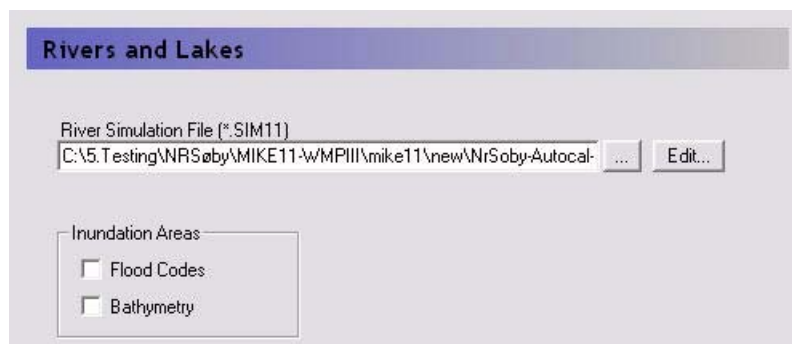 Rivers and Lakes
River Simulation File (*.SIM11)
C:\5.Testing\NRSøby\MIKE11-WMPIII\mike11\new\NrSoby-Autocal- ... Edit...
Inundation Areas
Flood Codes
Bathymetry